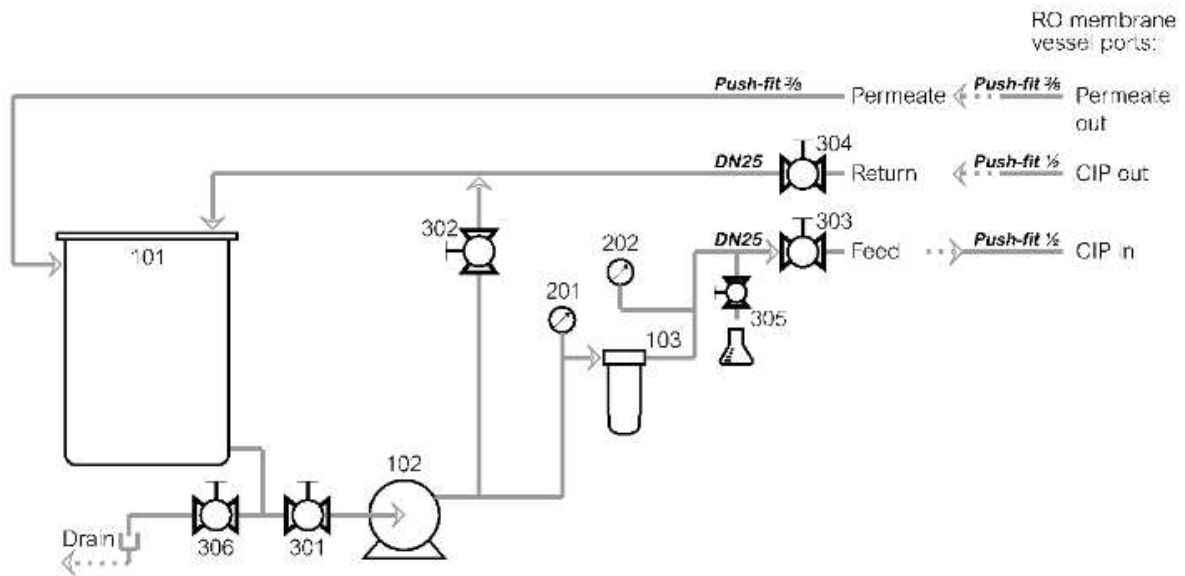 RO membrane
vessel ports:
Push-fit ⅜ Permeate Push-fit ⅜ Permeate
out
304
DN25 Return Push-fit ½ CIP out
302 303
202 DN25 Feed Push-fit ½ CIP in
101
201
305
103
102
Drain
306 301